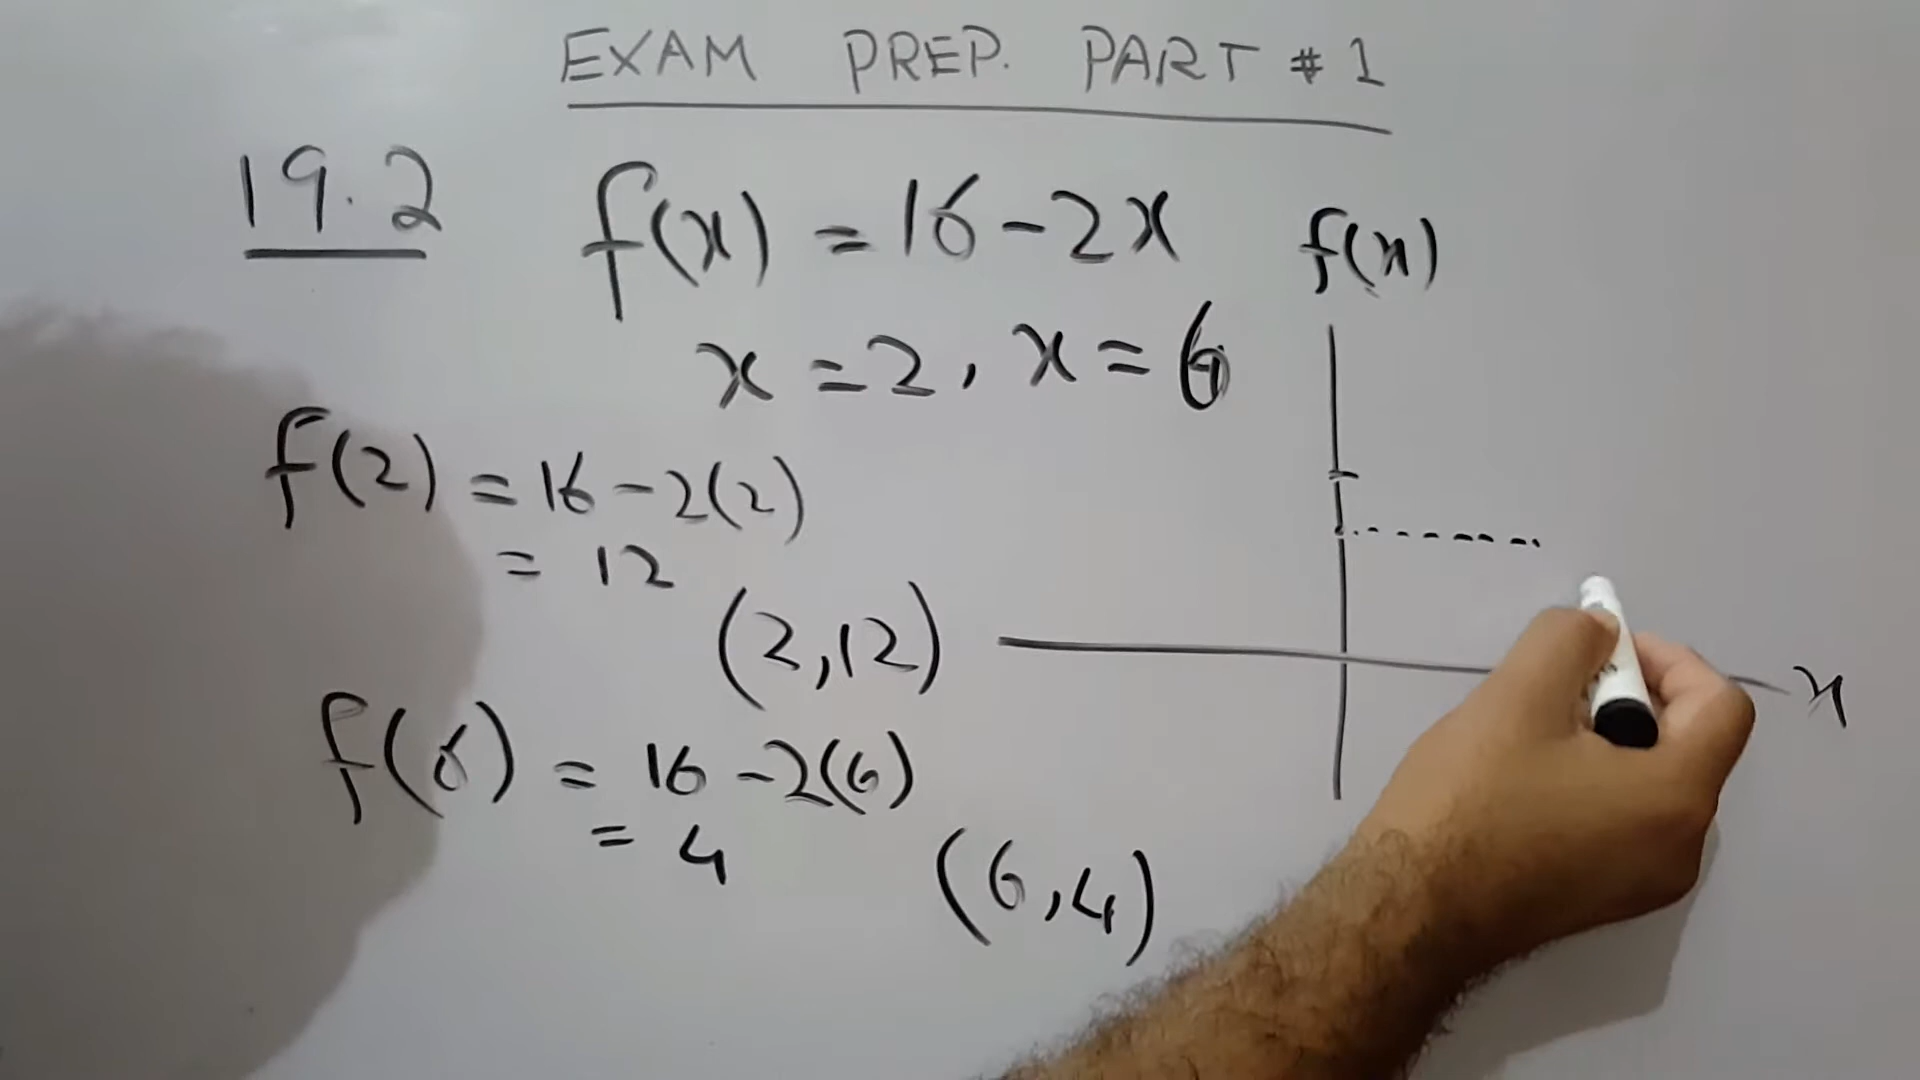 EXAM PREP. PART #1
19.2 f(x) = 16 - 2x
x = 2, x = 6
f(2) = 16 - 2(2)
= 12
(2,12)
f(6) = 16 - 2(6)
= 4
(6,4)
f(x)
x